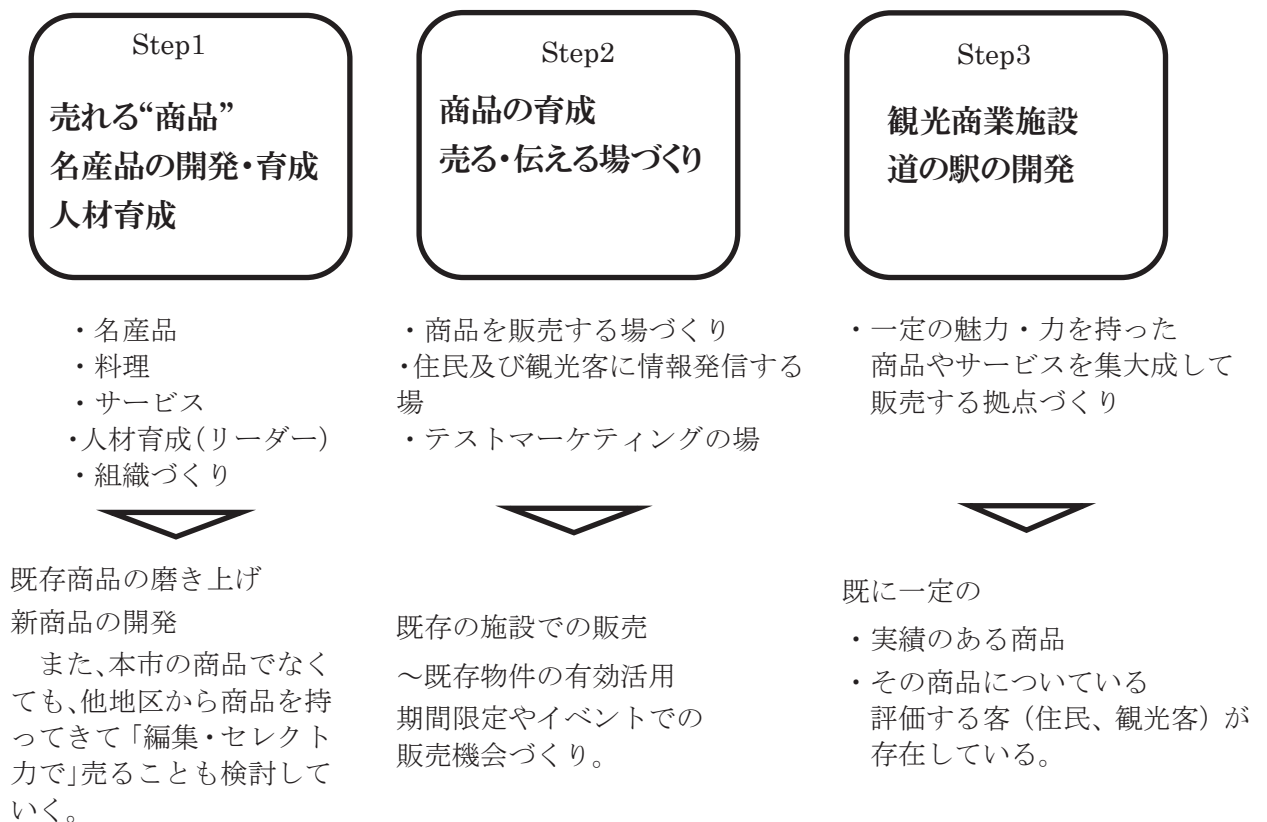 Step1
売れる“商品”
名産品の開発・育成
人材育成
・名産品
・料理
・サービス
・人材育成（リーダー）
・組織づくり
既存商品の磨き上げ
新商品の開発
また、本市の商品でなく
ても、他地区から商品を持
ってきて「編集・セレクト
力で」売ることも検討して
いく。
Step2
商品の育成
売る・伝える場づくり
・商品を販売する場づくり
・住民及び観光客に情報発信する
場
・テストマーケティングの場
既存の施設での販売
～既存物件の有効活用
期間限定やイベントでの
販売機会づくり。
Step3
観光商業施設
道の駅の開発
・一定の魅力・力を持った
商品やサービスを集大成して
販売する拠点づくり
既に一定の
・実績のある商品
・その商品についている
評価する客（住民、観光客）が
存在している。